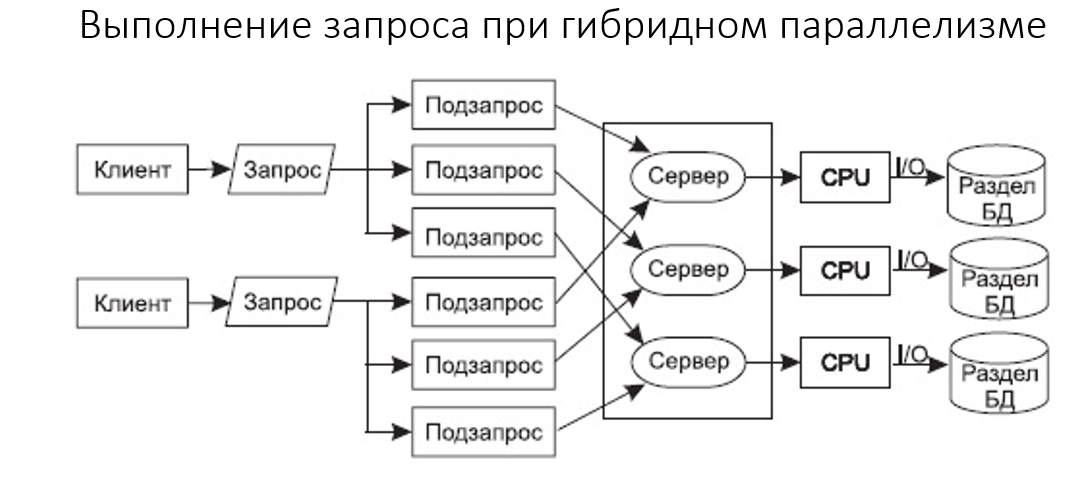 Выполнение запроса при гибридном параллелизме
Подзапрос
Клиент
Запрос
Подзапрос
Сервер
CPU
I/O
Раздел
БД
Подзапрос
Сервер
CPU
I/O
Раздел
БД
Клиент
Запрос
Подзапрос
Подзапрос
Сервер
CPU
I/O
Раздел
БД
Подзапрос